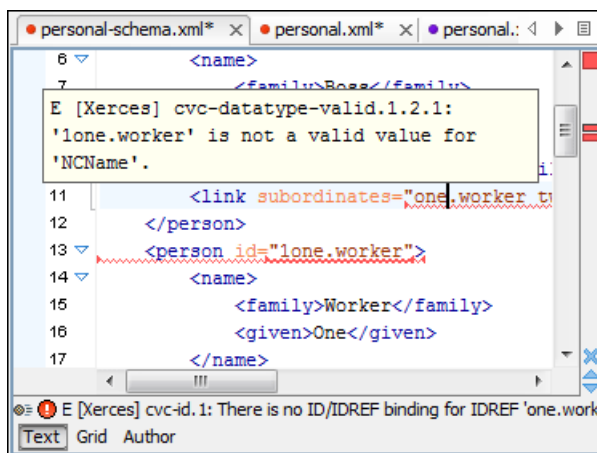 personal-schema.xml* personal.xml* personal.:
6 <name>
7 <family>Boss</family>
E [Xerces] cvc-datatype-valid.1.2.1:
'1one.worker' is not a valid value for
'NCName'.
11 <link subordinates="one.worker
12 </person>
13 <person id="1one.worker">
14 <name>
15 <family>Worker</family>
16 <given>One</given>
17 </name>
E [Xerces] cvc-id.1: There is no ID/IDREF binding for IDREF 'one.work
Text Grid Author